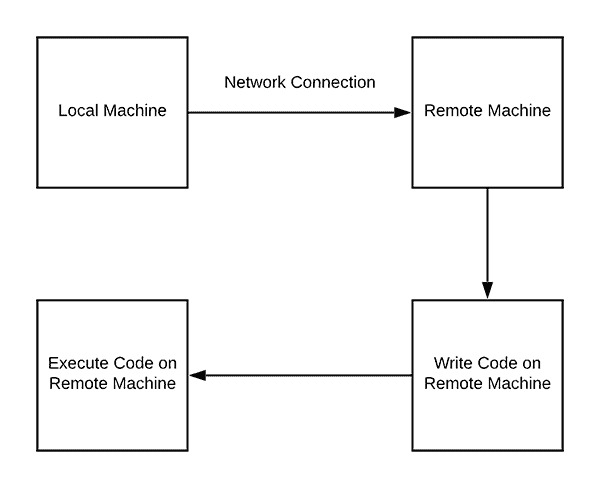 Network Connection
Local Machine
Remote Machine
Execute Code on
Remote Machine
Write Code on
Remote Machine